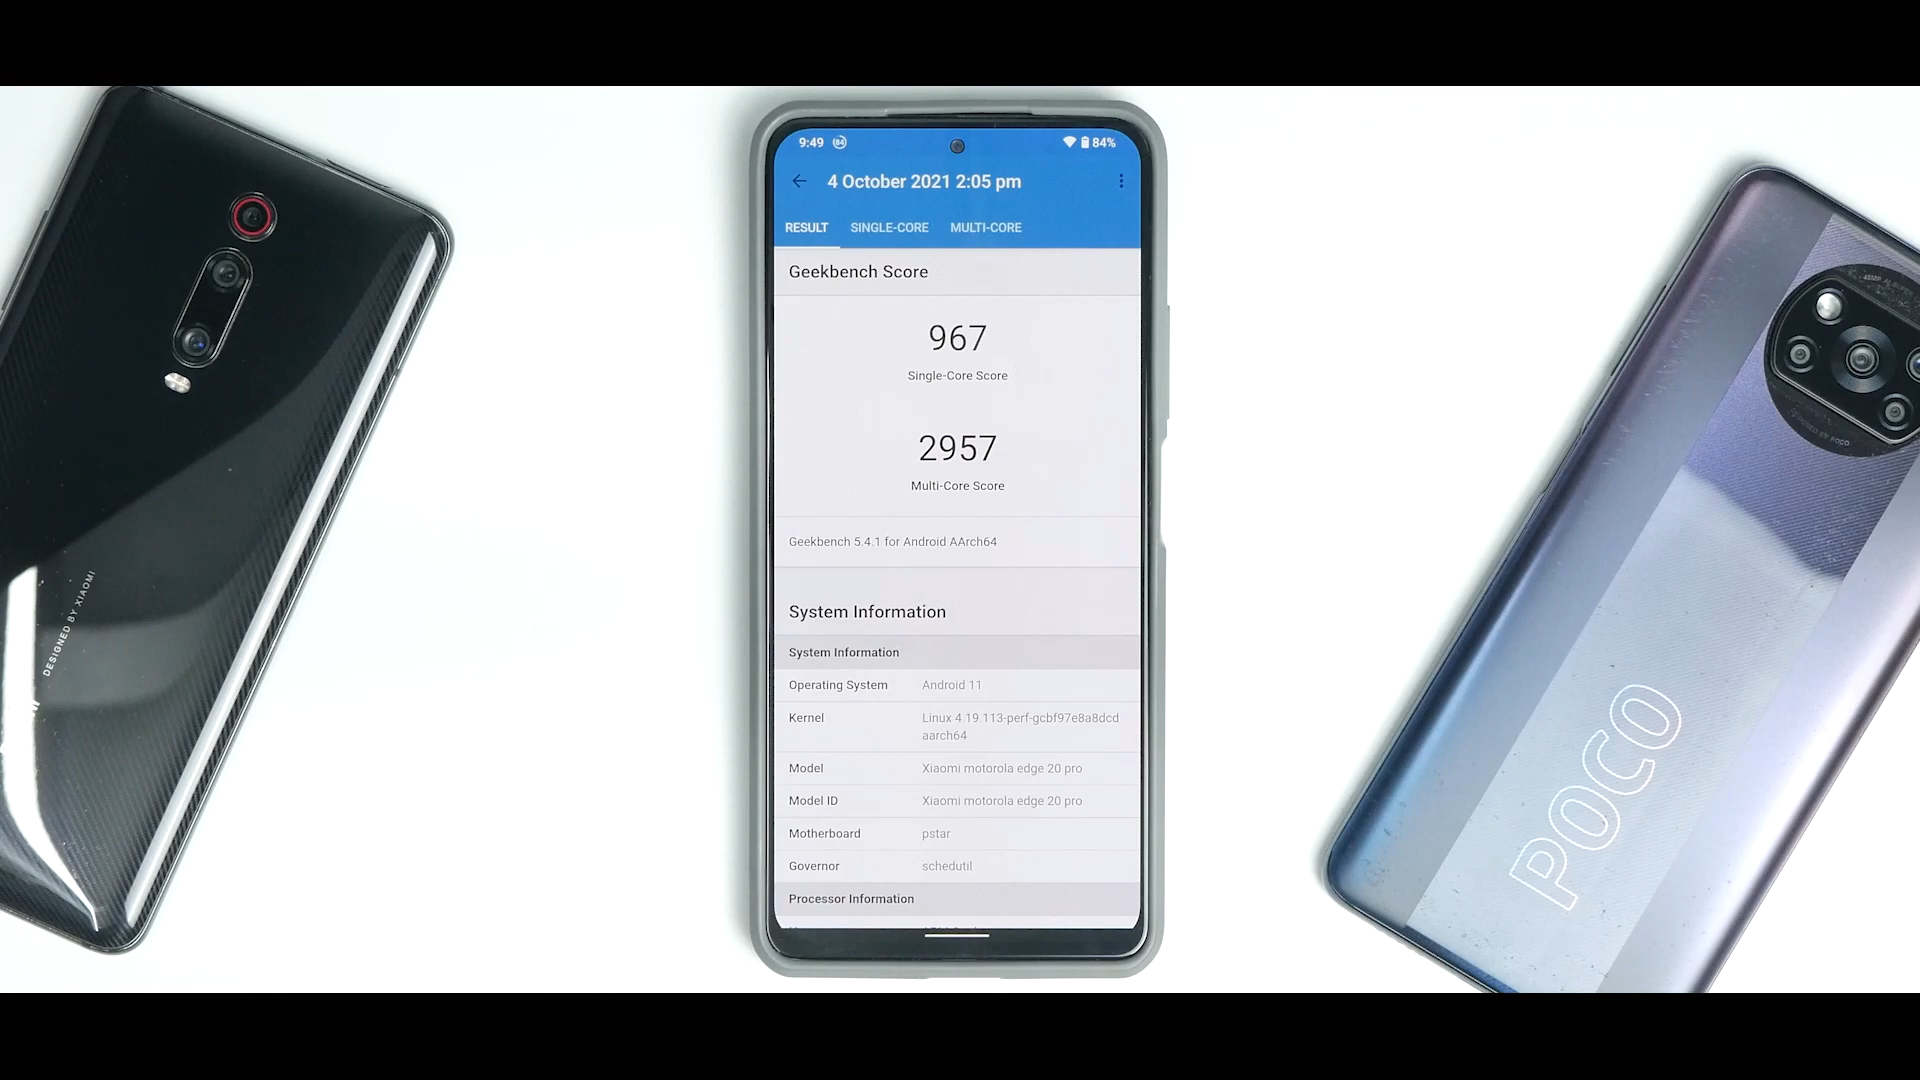 9:49 84 84%
4 October 2021 2:05 pm
RESULT SINGLE-CORE MULTI-CORE
Geekbench Score
967
Single-Core Score
2957
Multi-Core Score
Geekbench 5.4.1 for Android AArch64
System Information
System Information
Operating System Android 11
Kernel Linux 4.19.113-perf-gcbf97e8a8dcd
aarch64
Model Xiaomi motorola edge 20 pro
Model ID Xiaomi motorola edge 20 pro
Motherboard pstar
Governor schedutil
Processor Information
DESIGNED BY XIAOMI
POCO